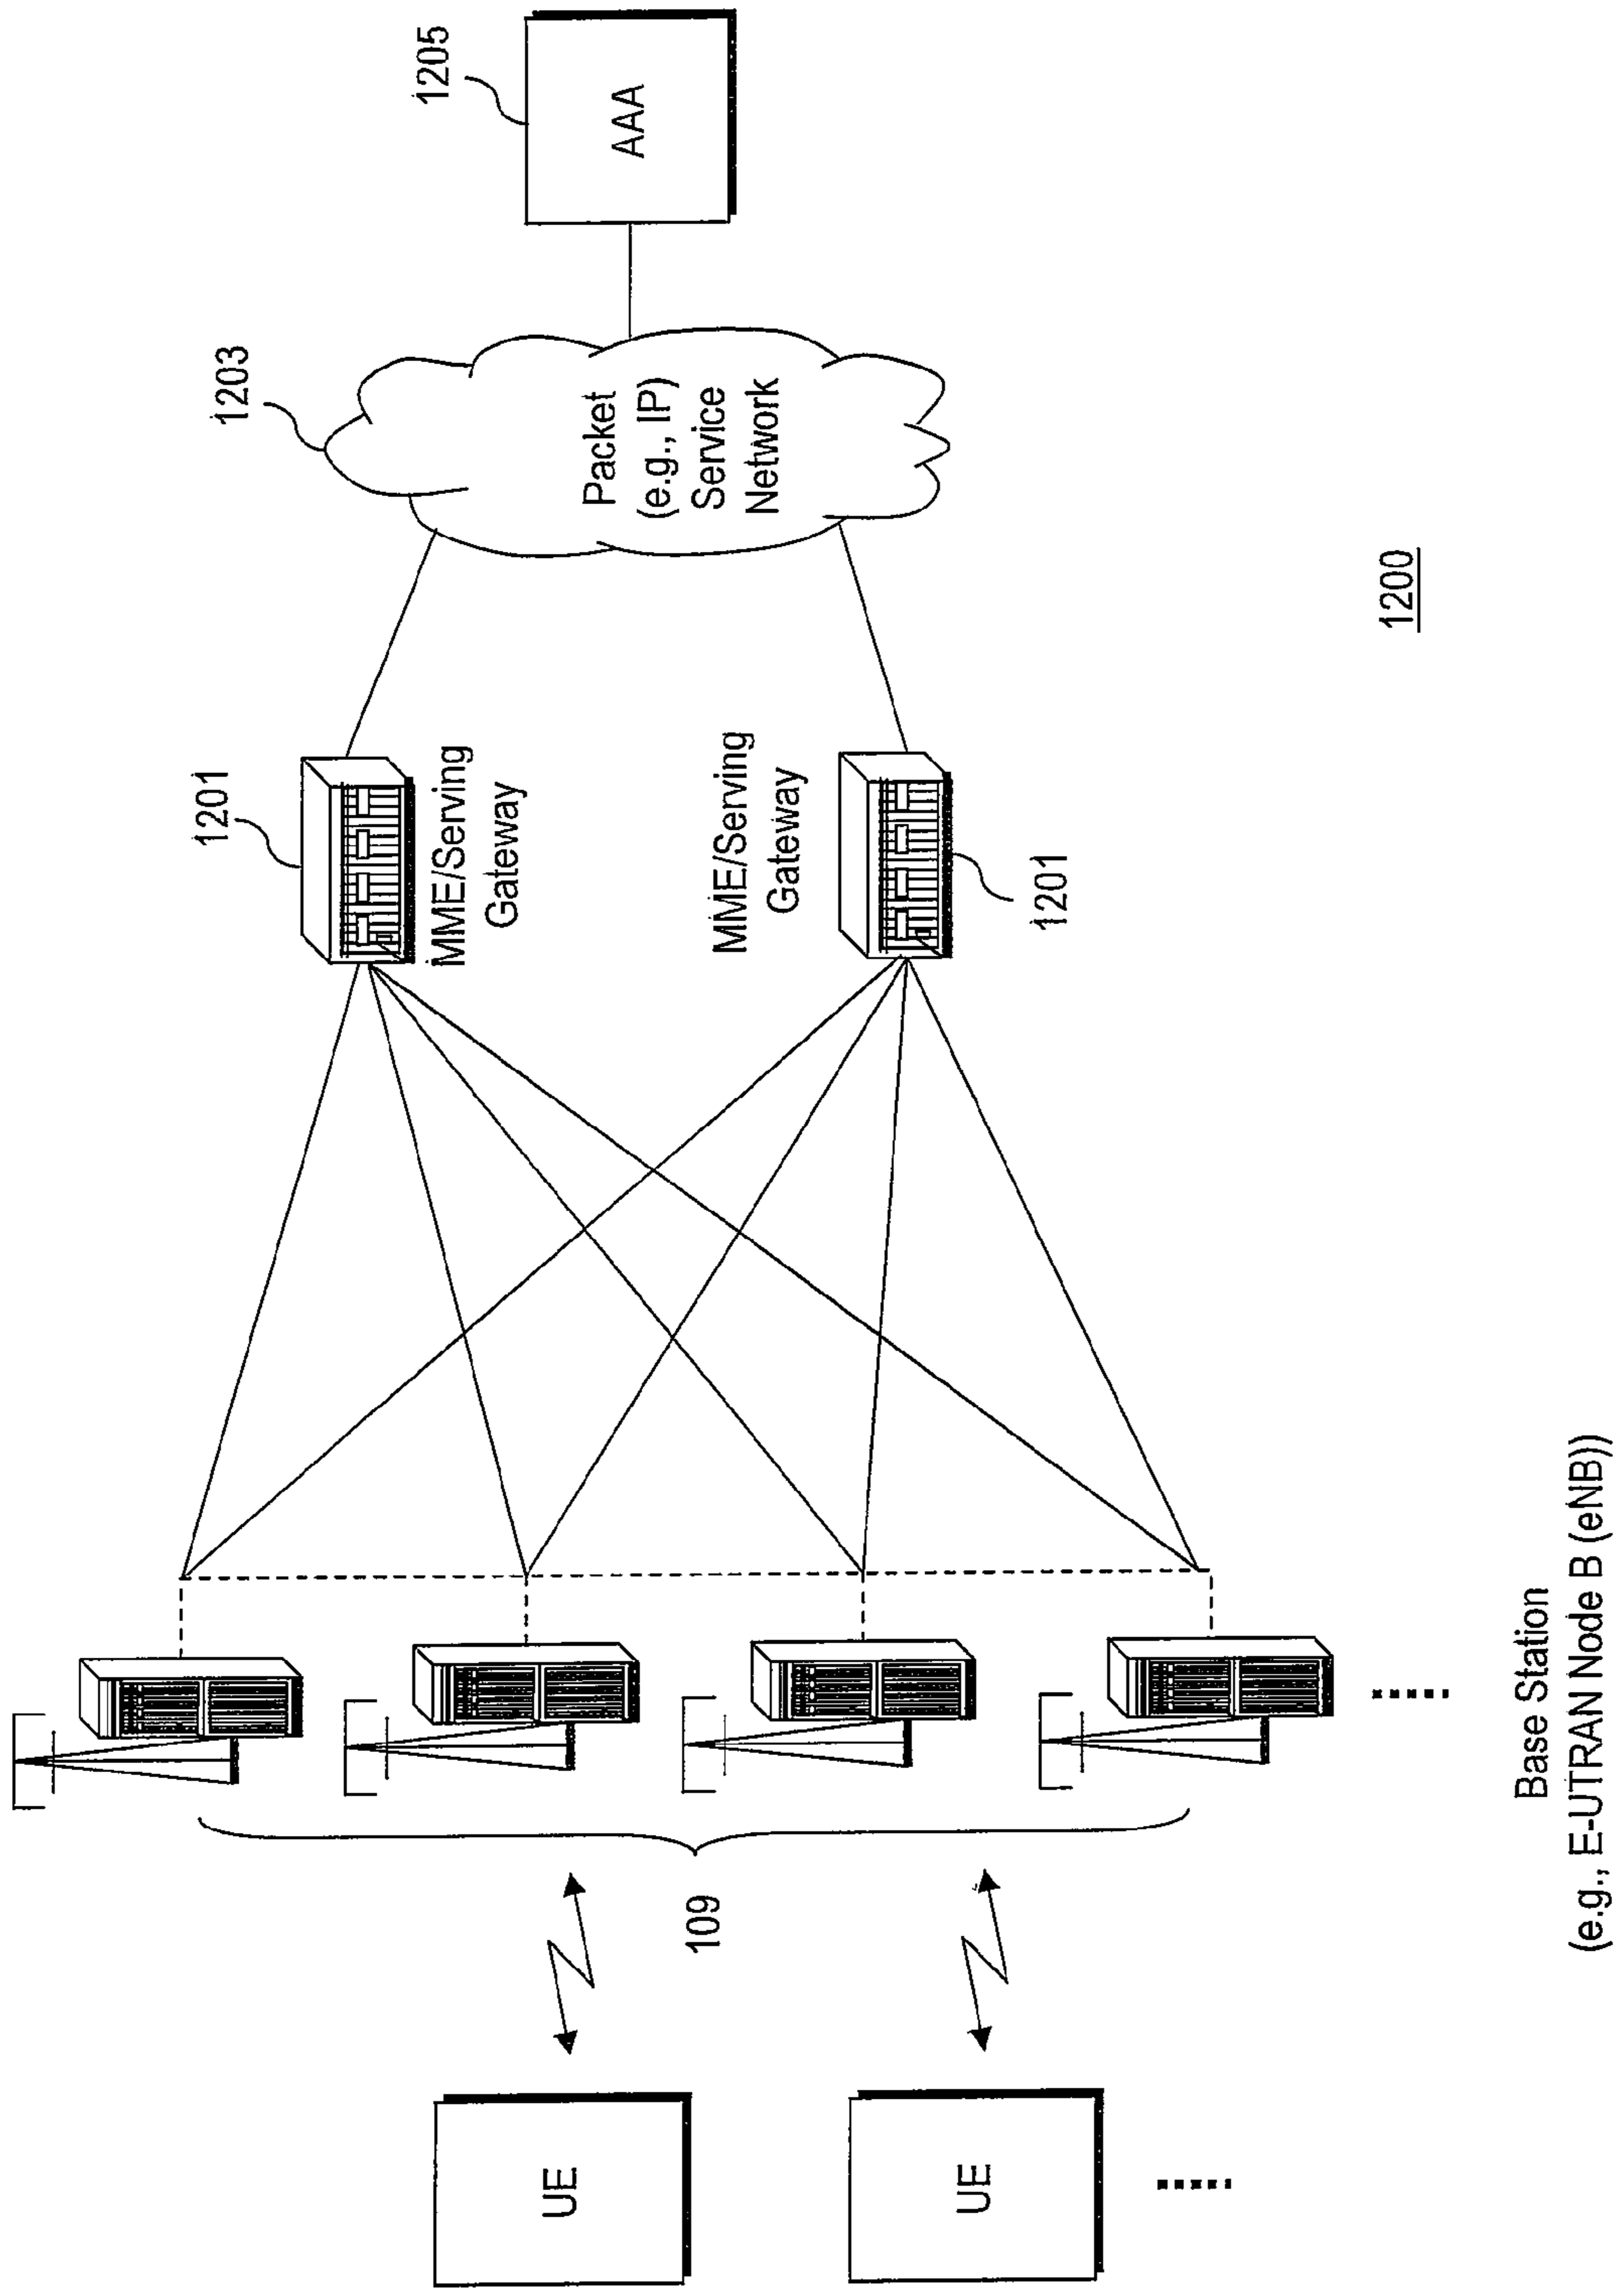 UE
UE
109
Base Station
(e.g., E-UTRAN Node B (eNB))
1201
MME/Serving
Gateway
MME/Serving
Gateway
1201
1203
Packet
(e.g., IP)
Service
Network
1205
AAA
1200